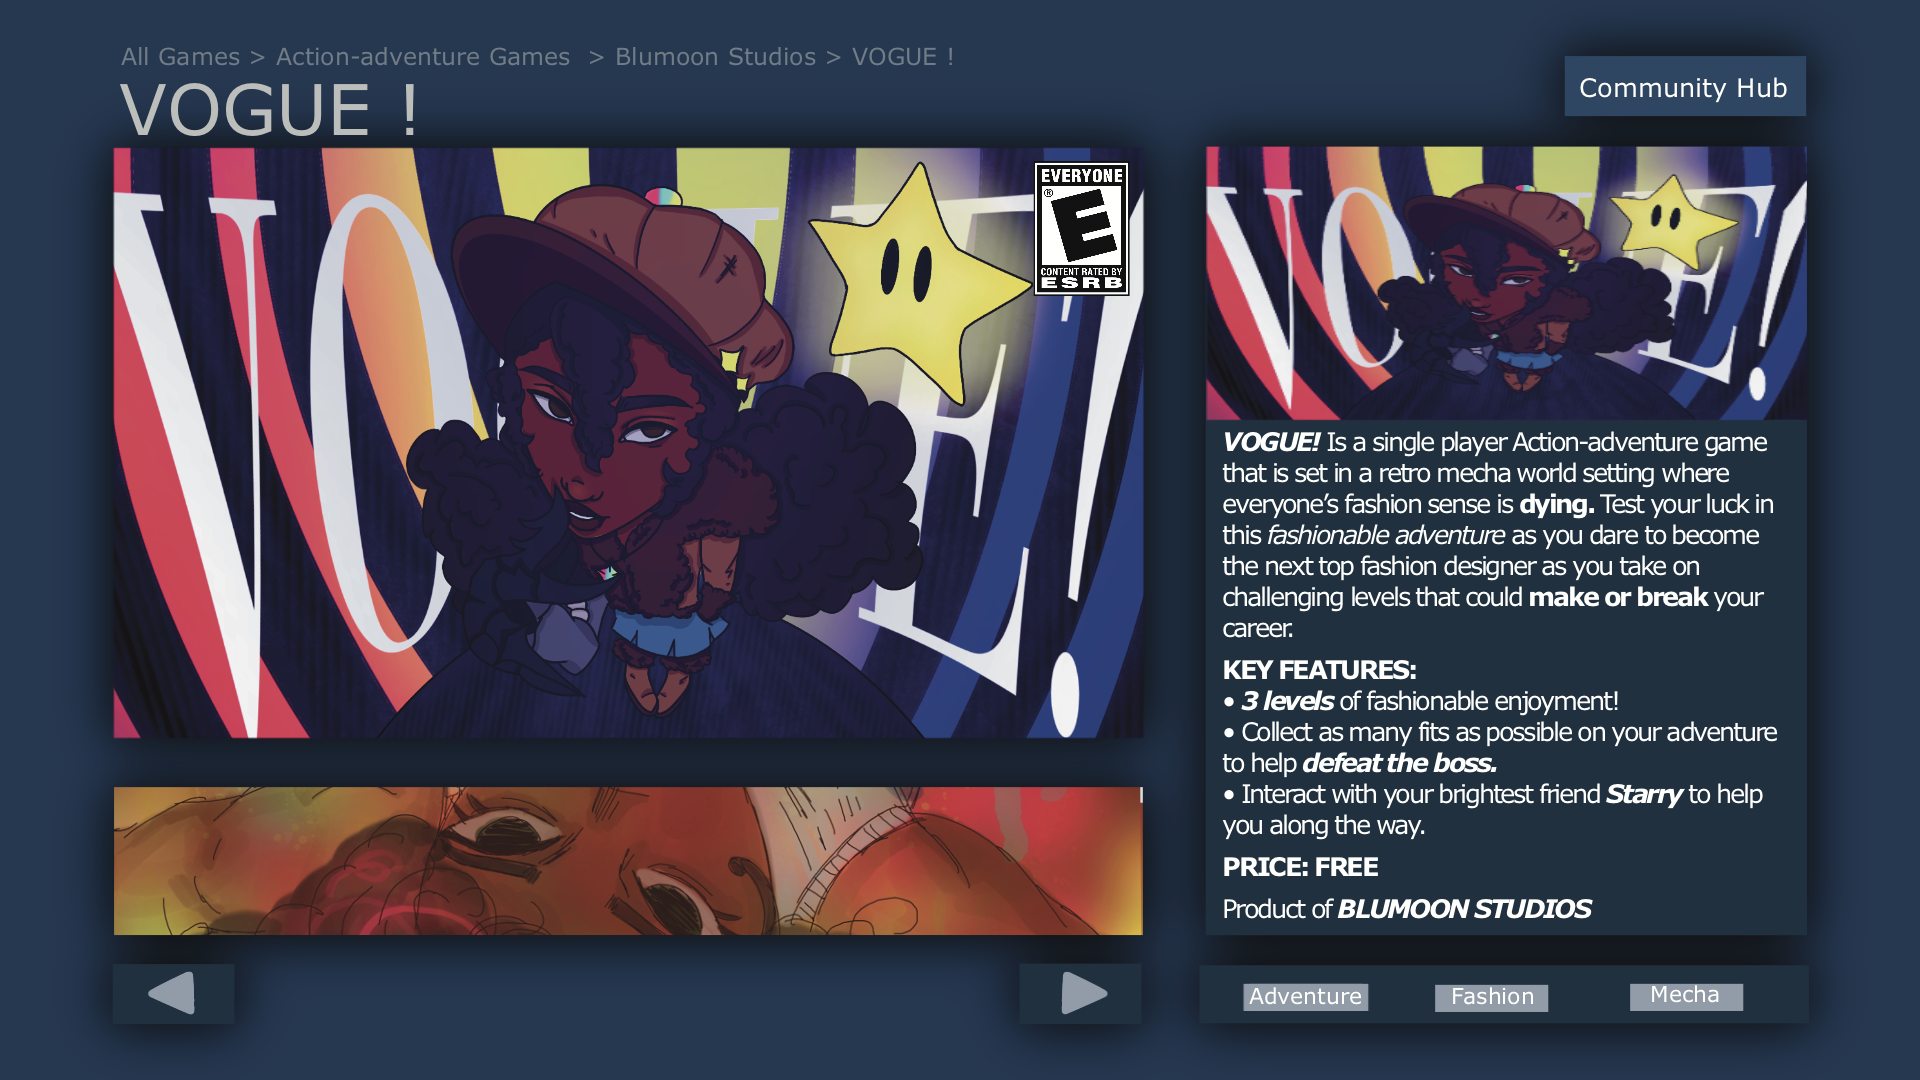 All Games > Action-adventure Games > Blumoon Studios > VOGUE !
VOGUE !
Community Hub
VO E!
EVERYONE
®
E
CONTENT RATED BY
ESRB
VO E!
VOGUE! Is a single player Action-adventure game
that is set in a retro mecha world setting where
everyone’s fashion sense is dying. Test your luck in
this fashionable adventure as you dare to become
the next top fashion designer as you take on
challenging levels that could make or break your
career.
KEY FEATURES:
• 3 levels of fashionable enjoyment!
• Collect as many fits as possible on your adventure
to help defeat the boss.
• Interact with your brightest friend Starry to help
you along the way.
PRICE: FREE
Product of BLUMOON STUDIOS
Adventure
Fashion
Mecha